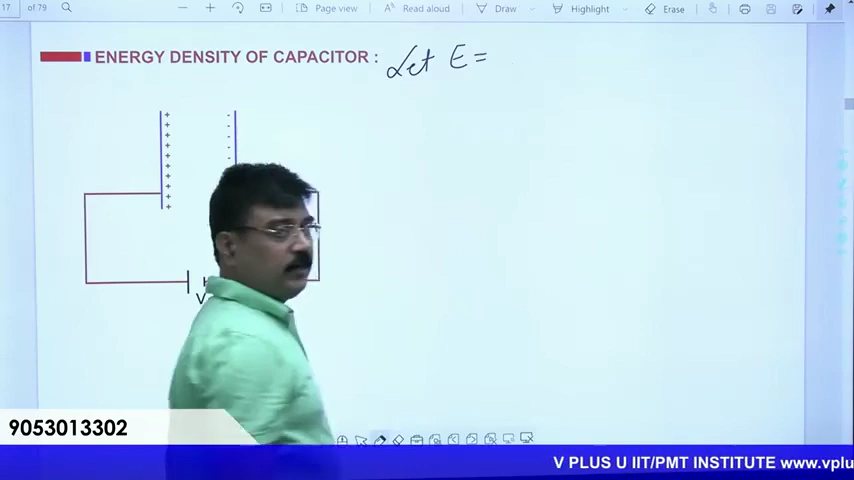 17 of 79 Page view Read aloud Draw Highlight Erase
ENERGY DENSITY OF CAPACITOR : Let E =
V
9053013302
V PLUS U IIT/PMT INSTITUTE www.vplu